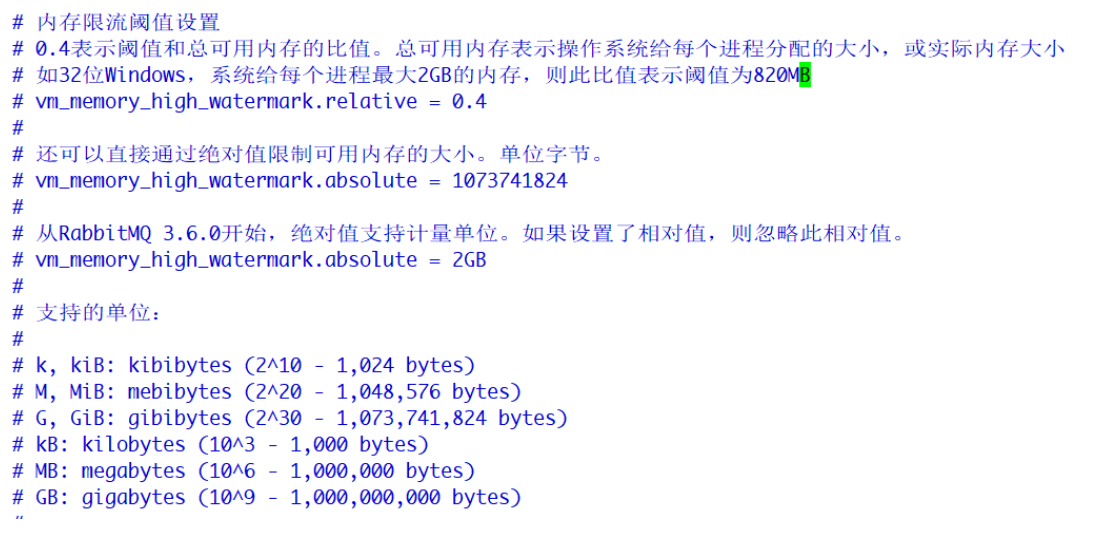 # 内存限流阈值设置
# 0.4表示阈值和总可用内存的比值。总可用内存表示操作系统给每个进程分配的大小，或实际内存大小
# 如32位Windows，系统给每个进程最大2GB的内存，则此比值表示阈值为820MB
# vm_memory_high_watermark.relative = 0.4
#
# 还可以直接通过绝对值限制可用内存的大小。单位字节。
# vm_memory_high_watermark.absolute = 1073741824
#
# 从RabbitMQ 3.6.0开始，绝对值支持计量单位。如果设置了相对值，则忽略此相对值。
# vm_memory_high_watermark.absolute = 2GB
#
# 支持的单位：
#
# k, kiB: kibibytes (2^10 - 1,024 bytes)
# M, MiB: mebibytes (2^20 - 1,048,576 bytes)
# G, GiB: gibibytes (2^30 - 1,073,741,824 bytes)
# kB: kilobytes (10^3 - 1,000 bytes)
# MB: megabytes (10^6 - 1,000,000 bytes)
# GB: gigabytes (10^9 - 1,000,000,000 bytes)
#